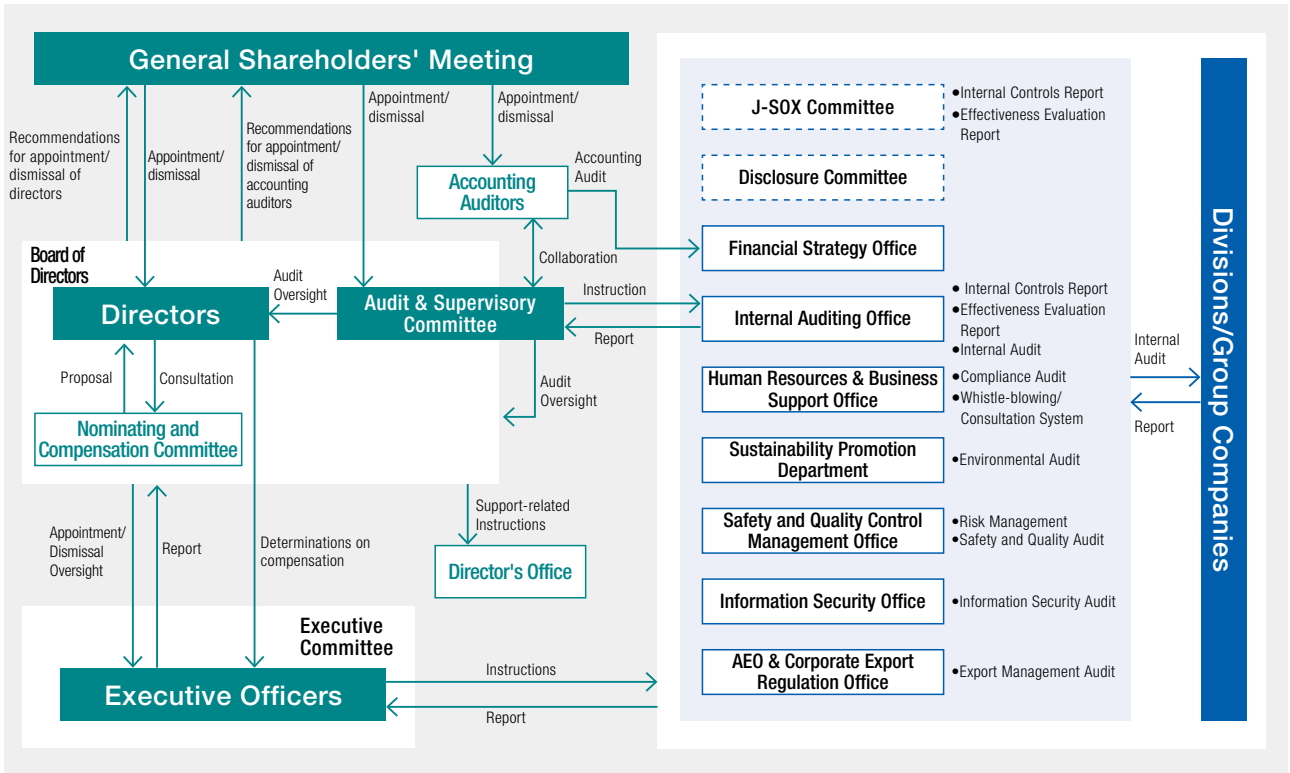 General Shareholders' Meeting
Recommendations
for appointment/
dismissal of
directors
Appointment/
dismissal
Recommendations
for appointment/
dismissal of
accounting
auditors
Appointment/
dismissal
Appointment/
dismissal
Accounting
Auditors
Accounting
Audit
Collaboration
Board of
Directors
Directors
Audit
Oversight
Audit & Supervisory
Committee
Instruction
Report
Proposal
Consultation
Audit
Oversight
Nominating and
Compensation Committee
Appointment/
Dismissal
Oversight
Report
Determinations on
compensation
Support-related
Instructions
Director's Office
Executive
Committee
Executive Officers
Instructions
Report
J-SOX Committee
●Internal Controls Report
●Effectiveness Evaluation
Report
Disclosure Committee
Financial Strategy Office
Internal Auditing Office
● Internal Controls Report
●Effectiveness Evaluation
Report
●Internal Audit
Human Resources & Business
Support Office
●Compliance Audit
●Whistle-blowing/
Consultation System
Sustainability Promotion
Department
●Environmental Audit
Safety and Quality Control
Management Office
●Risk Management
●Safety and Quality Audit
Information Security Office
●Information Security Audit
AEO & Corporate Export
Regulation Office
●Export Management Audit
Internal
Audit
Report
Divisions/Group Companies